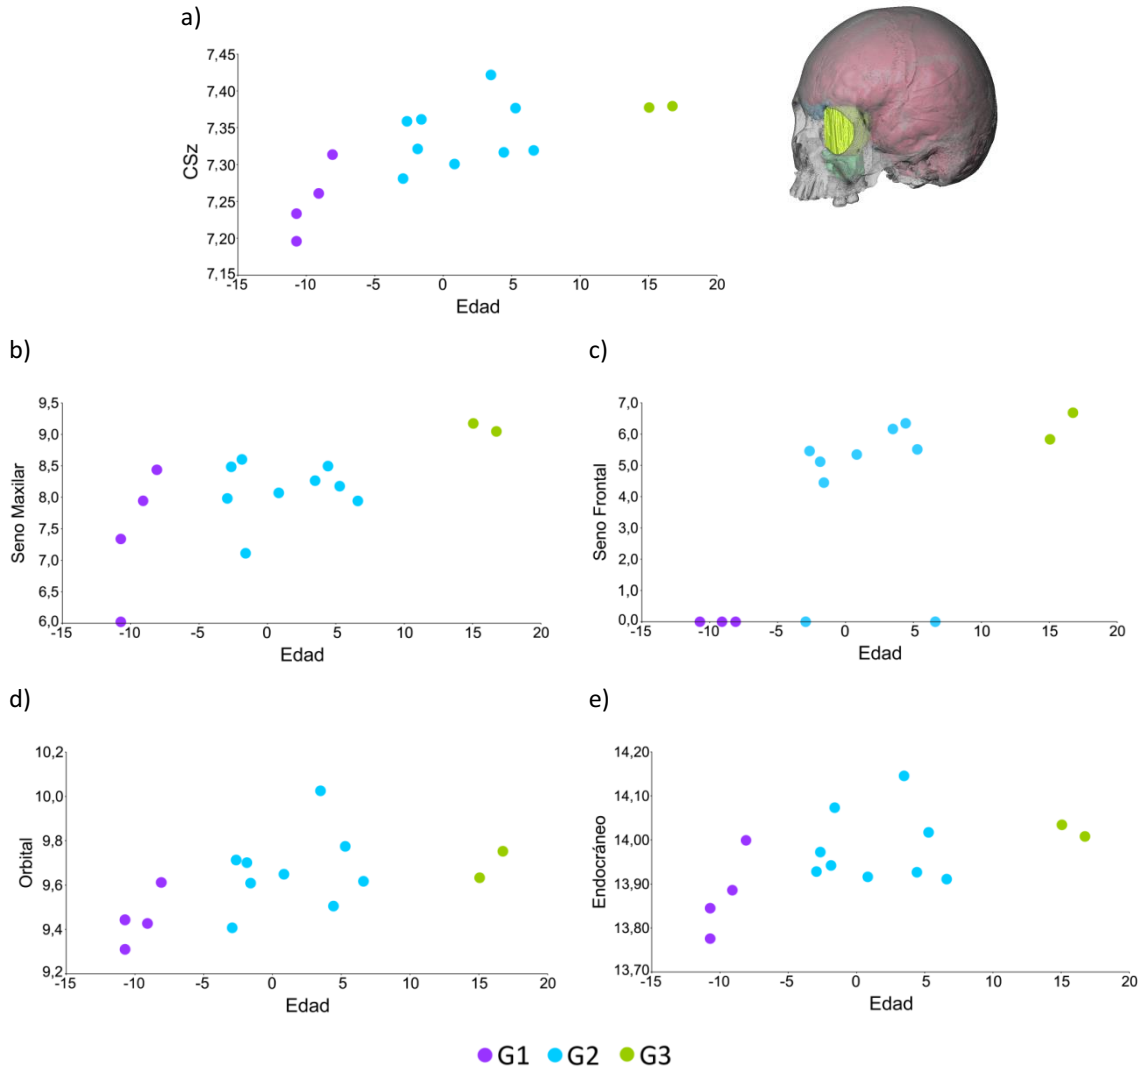 a)
CSz
7,45
7,40
7,35
7,30
7,25
7,20
7,15
-15 -10 -5 0 5 10 15 20
Edad
b)
Seno Maxilar
9,5
9,0
8,5
8,0
7,5
7,0
6,5
6,0
-15 -10 -5 0 5 10 15 20
Edad
c)
Seno Frontal
7,0
6,0
5,0
4,0
3,0
2,0
1,0
0,0
-15 -10 -5 0 5 10 15 20
Edad
d)
Orbital
10,2
10,0
9,8
9,6
9,4
9,2
-15 -10 -5 0 5 10 15 20
Edad
e)
Endocráneo
14,20
14,10
14,00
13,90
13,80
13,70
-15 -10 -5 0 5 10 15 20
Edad
G1 G2 G3